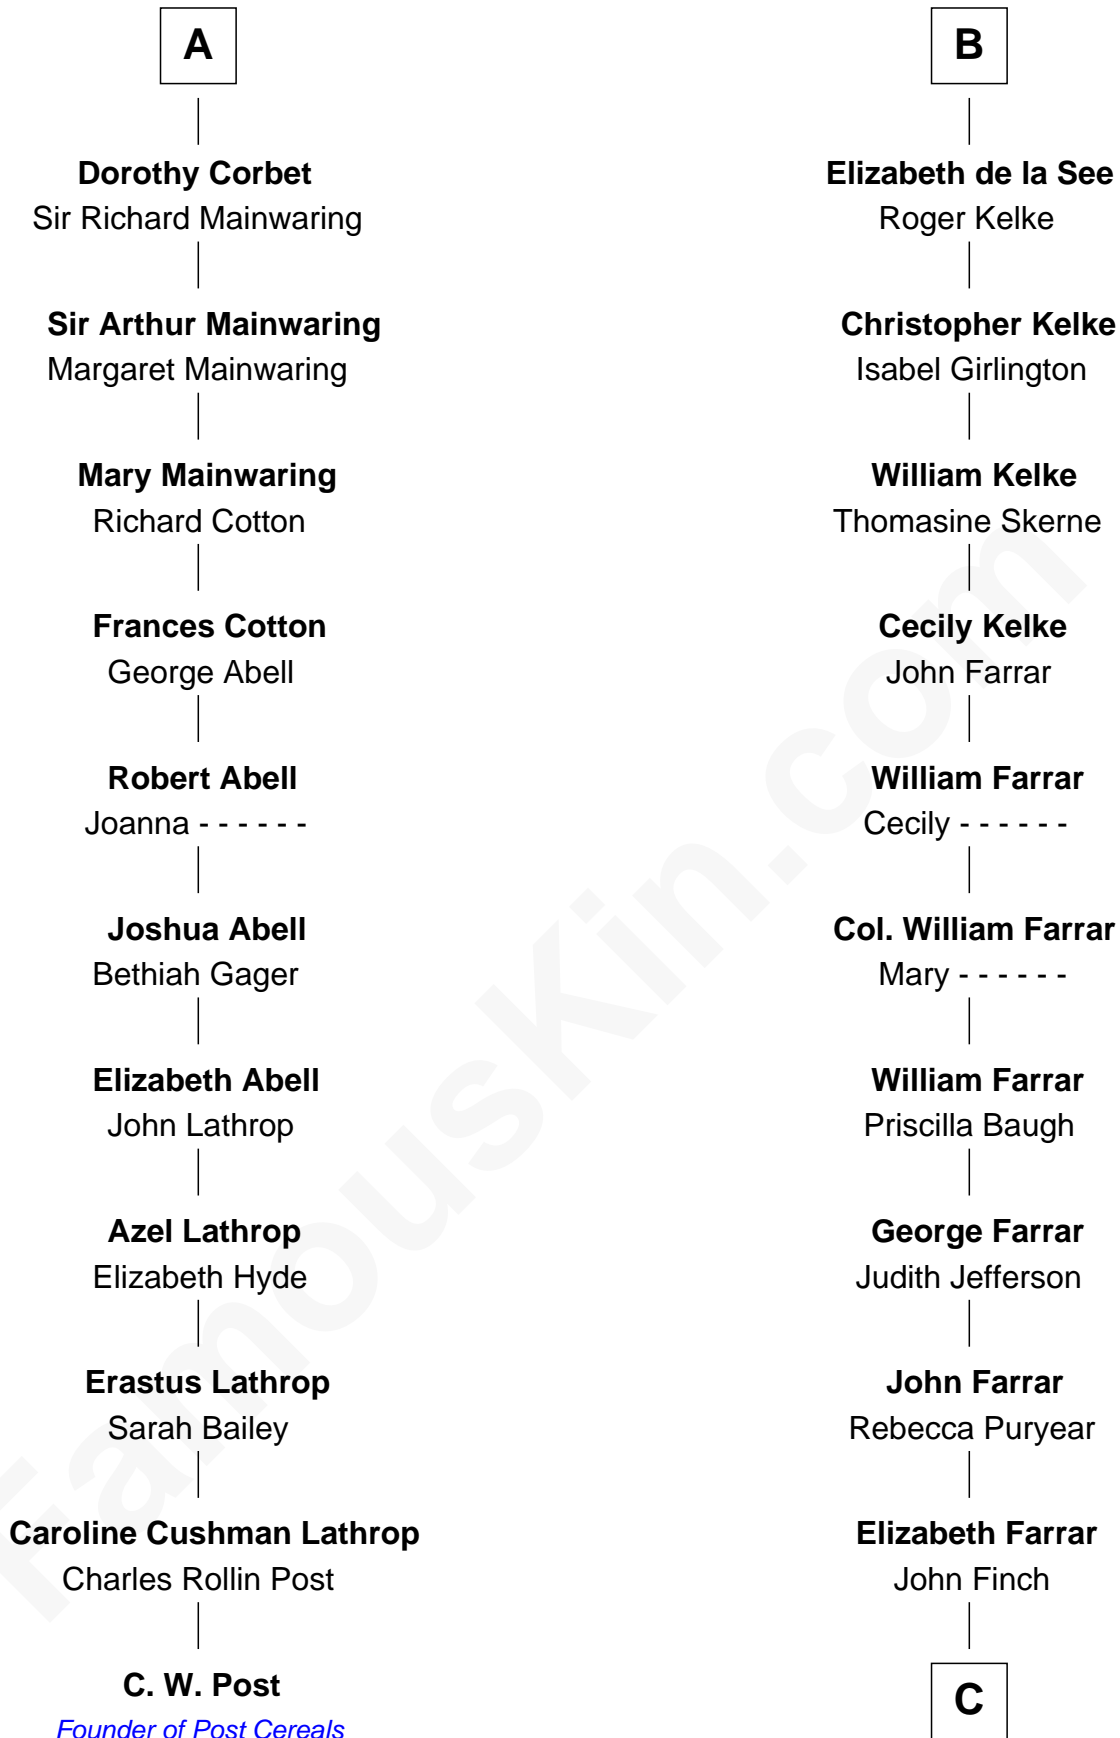 A
Dorothy Corbet
Sir Richard Mainwaring
Sir Arthur Mainwaring
Margaret Mainwaring
Mary Mainwaring
Richard Cotton
Frances Cotton
George Abell
Robert Abell
Joanna - - - - - -
Joshua Abell
Bethiah Gager
Elizabeth Abell
John Lathrop
Azel Lathrop
Elizabeth Hyde
Erastus Lathrop
Sarah Bailey
Caroline Cushman Lathrop
Charles Rollin Post
C. W. Post
Founder of Post Cereals
B
Elizabeth de la See
Roger Kelke
Christopher Kelke
Isabel Girlington
William Kelke
Thomasine Skerne
Cecily Kelke
John Farrar
William Farrar
Cecily - - - - - -
Col. William Farrar
Mary - - - - - -
William Farrar
Priscilla Baugh
George Farrar
Judith Jefferson
John Farrar
Rebecca Puryear
Elizabeth Farrar
John Finch
C
FamousKin.com